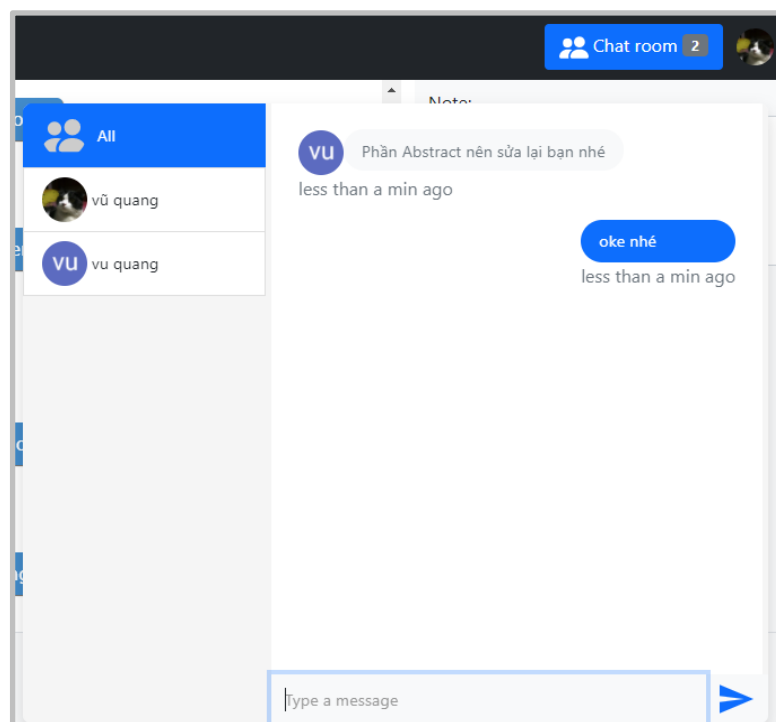 Chat room 2
Note:
All
vũ quang
vu quang
VU
VU
Phần Abstract nên sửa lại bạn nhé
less than a min ago
oke nhé
less than a min ago
Type a message